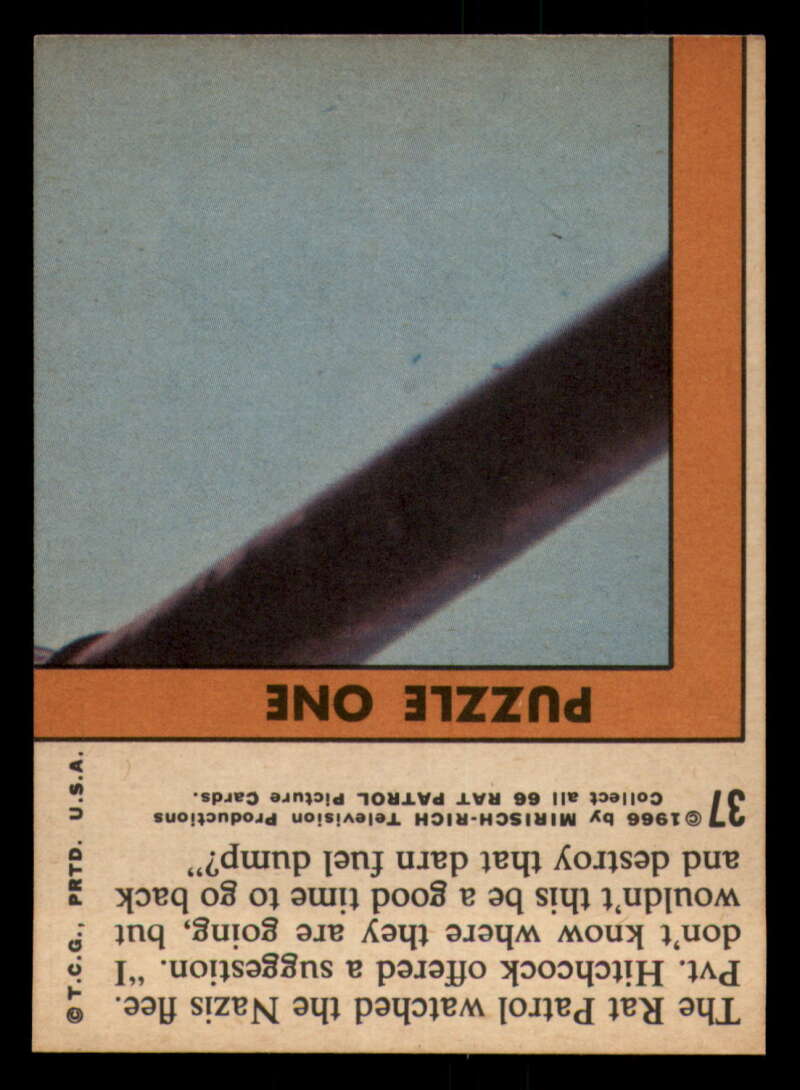 The Rat Patrol watched the Nazis flee.
Pvt. Hitchcock offered a suggestion. "I
don't know where they are going, but
wouldn't this be a good time to go back
and destroy that darn fuel dump?"
37 ©1966 by MIRISCH-RICH Television Productions
Collect all 66 RAT PATROL Picture Cards.
PUZZLE ONE
© T.C.G., PRTD. U.S.A.